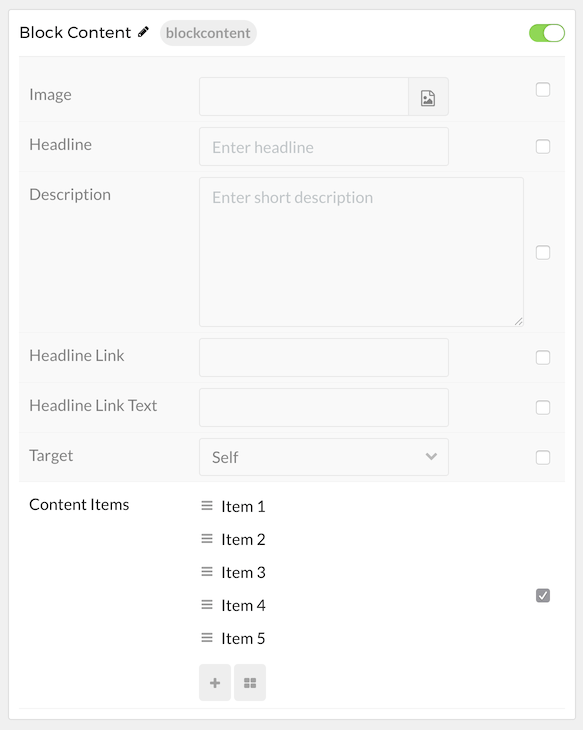 Block Content blockcontent
Image
Headline Enter headline
Description Enter short description
Headline Link
Headline Link Text
Target Self
Content Items Item 1
Item 2
Item 3
Item 4
Item 5